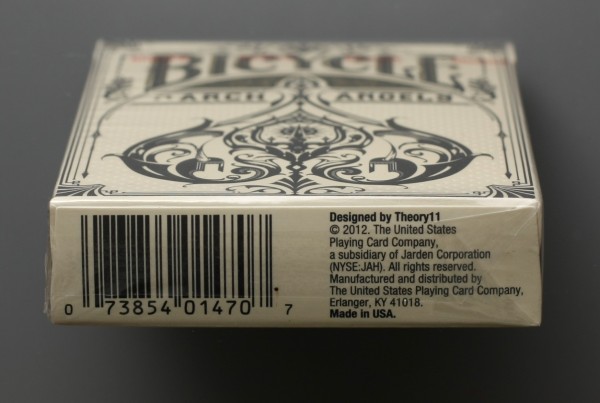 BICYCLE
ARCH ANGELS
Designed by Theory11
© 2012. The United States
Playing Card Company,
a subsidiary of Jarden Corporation
(NYSE:JAH). All rights reserved.
Manufactured and distributed by
The United States Playing Card Company,
Erlanger, KY 41018.
Made in USA.
0 73854 01470 7